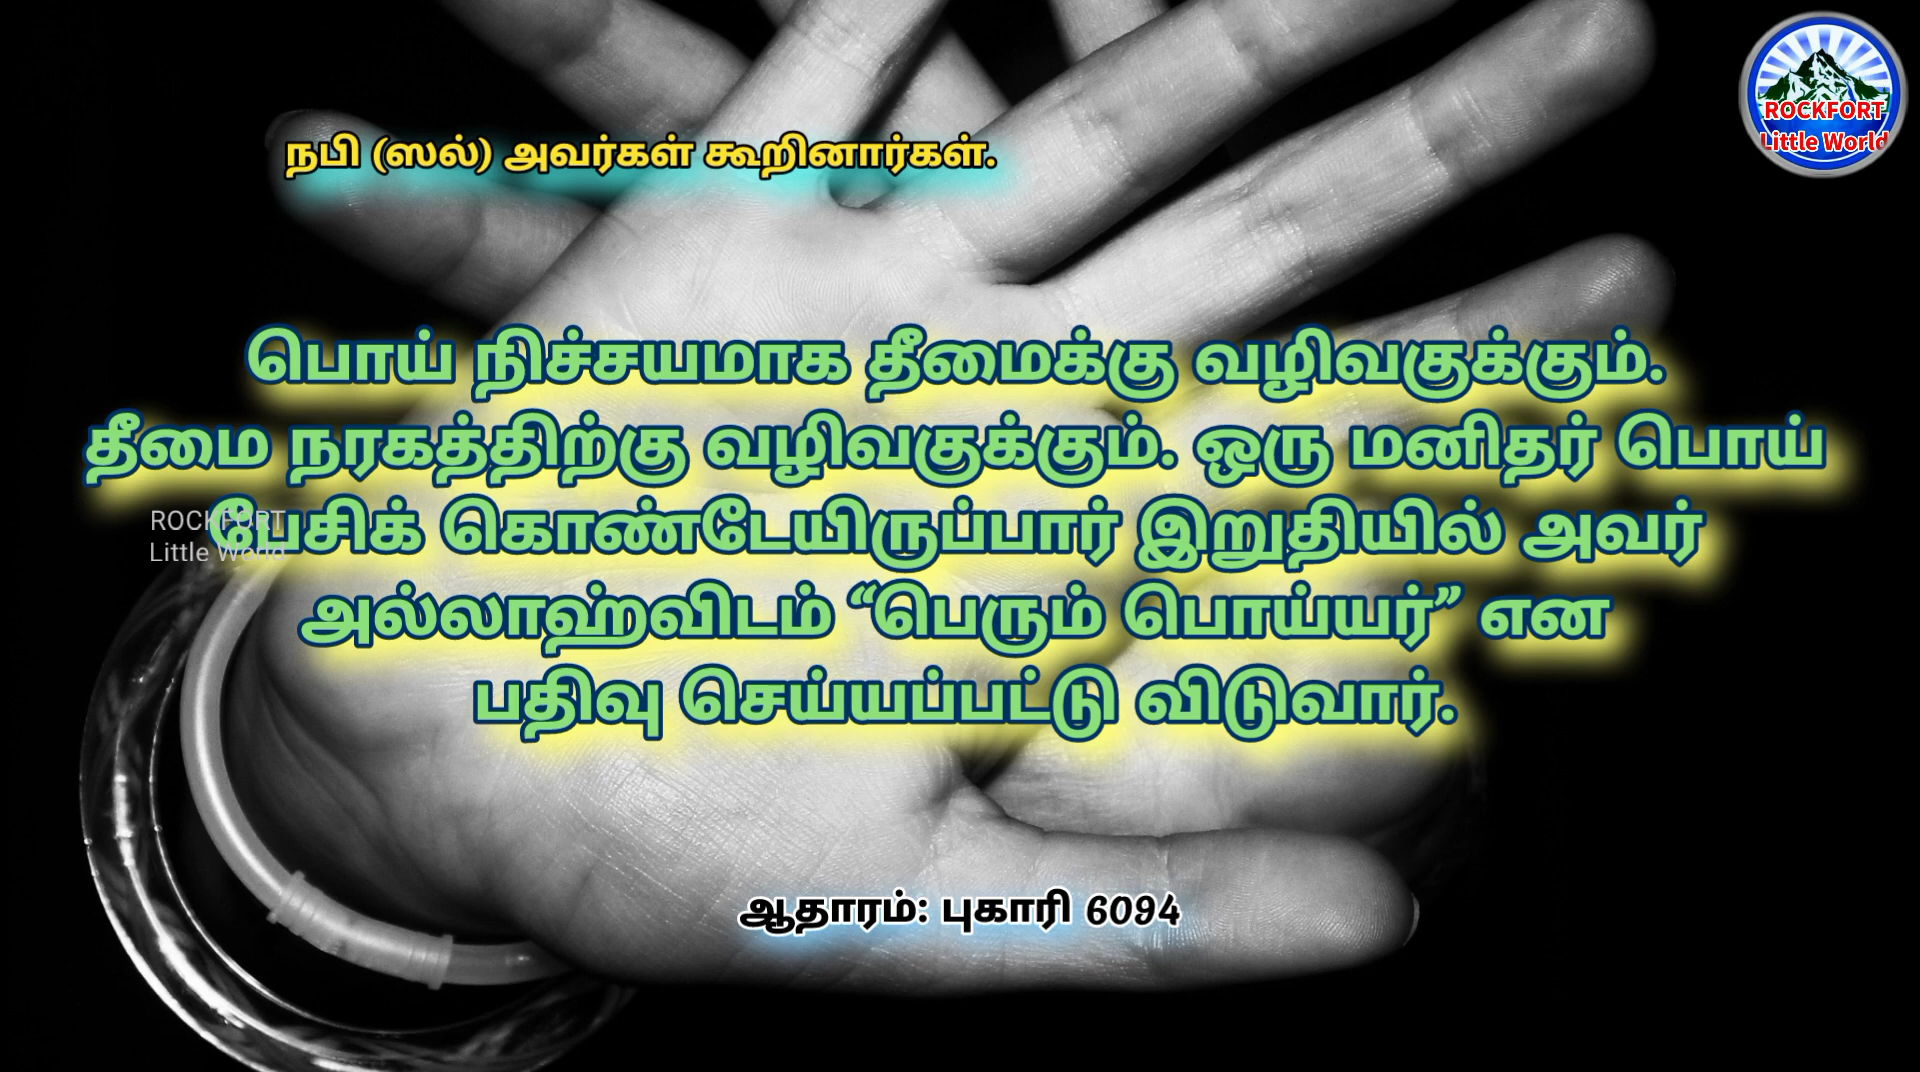 ROCKFORT
Little World
நபி (ஸல்) அவர்கள் கூறினார்கள்.
பொய் நிச்சயமாக தீமைக்கு வழிவகுக்கும்.
தீமை நரகத்திற்கு வழிவகுக்கும். ஒரு மனிதர் பொய்
பேசிக் கொண்டேயிருப்பார் இறுதியில் அவர்
ROCKFORT
Little World
அல்லாஹ்விடம் “பெரும் பொய்யர்” என
பதிவு செய்யப்பட்டு விடுவார்.
ஆதாரம்: புகாரி 6094